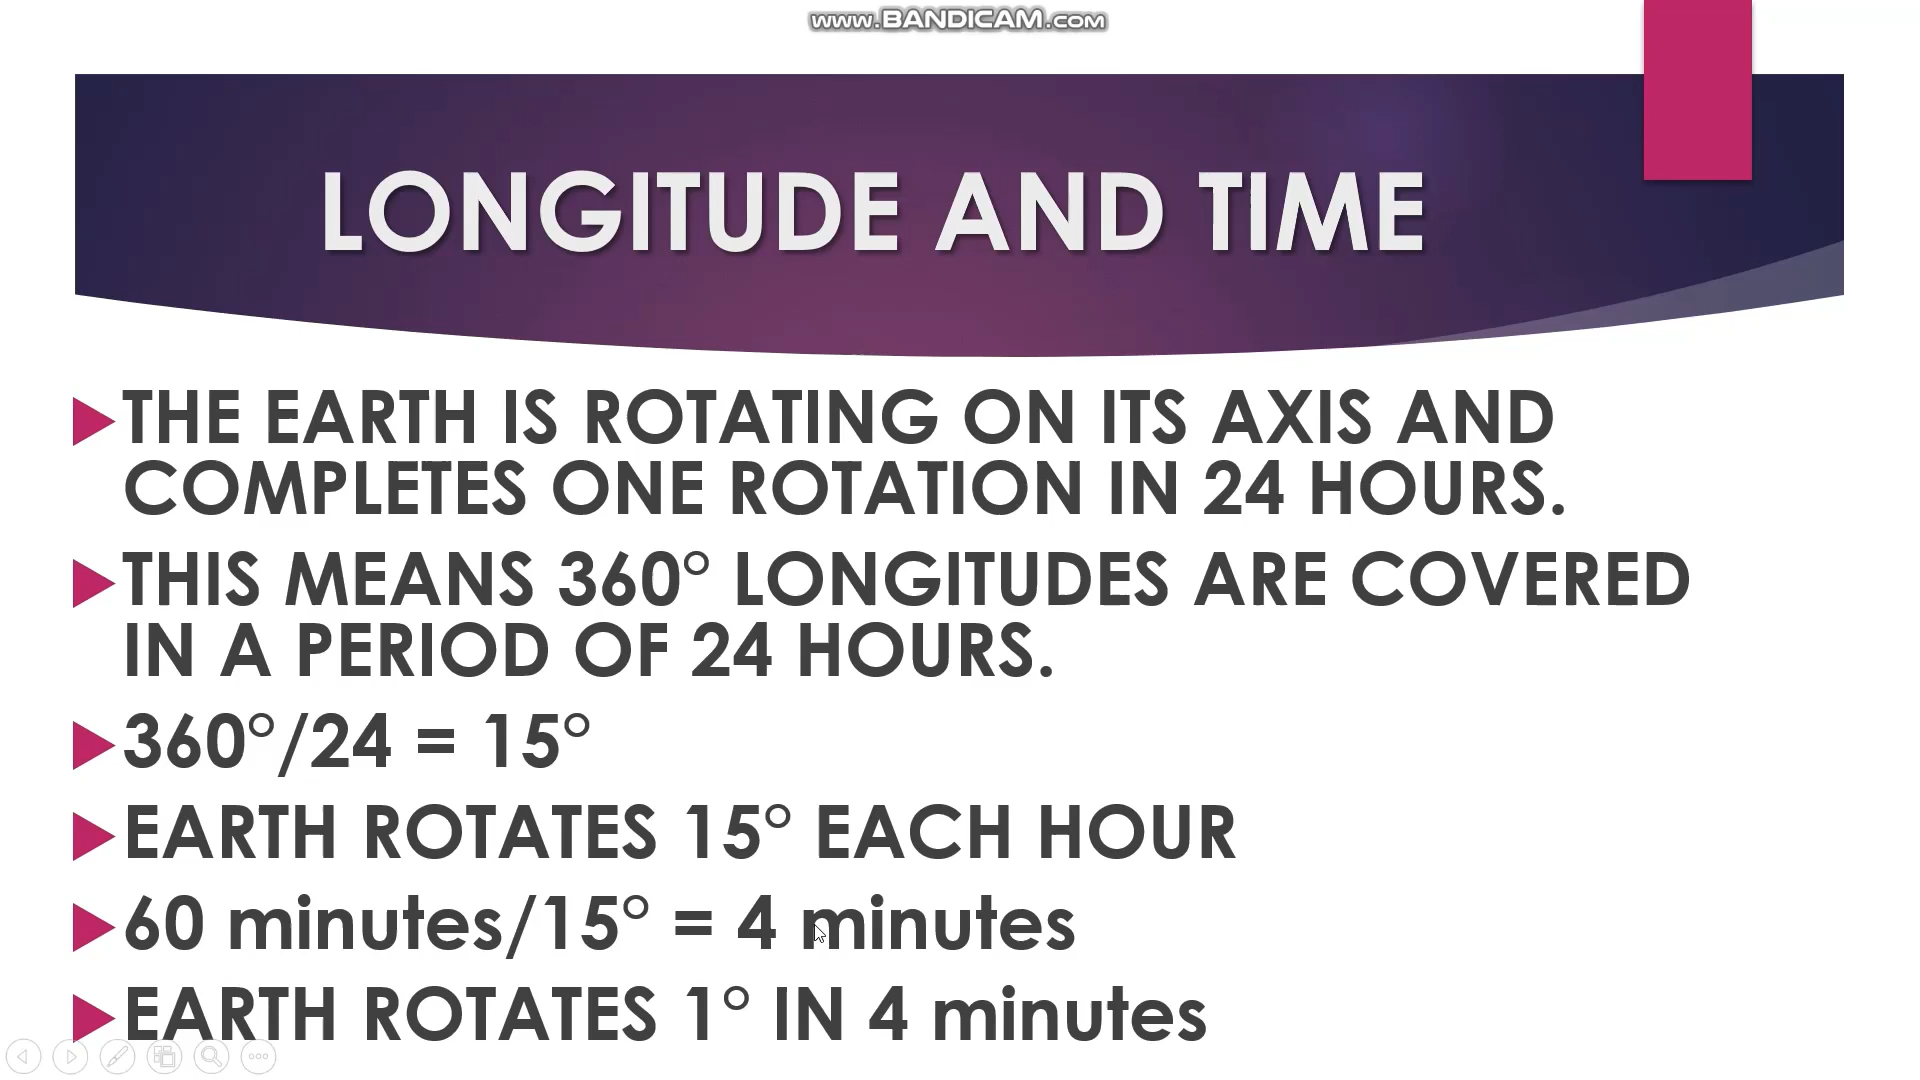 www.BANDICAM.com
LONGITUDE AND TIME
THE EARTH IS ROTATING ON ITS AXIS AND
COMPLETES ONE ROTATION IN 24 HOURS.
THIS MEANS 360° LONGITUDES ARE COVERED
IN A PERIOD OF 24 HOURS.
360°/24 = 15°
EARTH ROTATES 15° EACH HOUR
60 minutes/15° = 4 minutes
EARTH ROTATES 1° IN 4 minutes